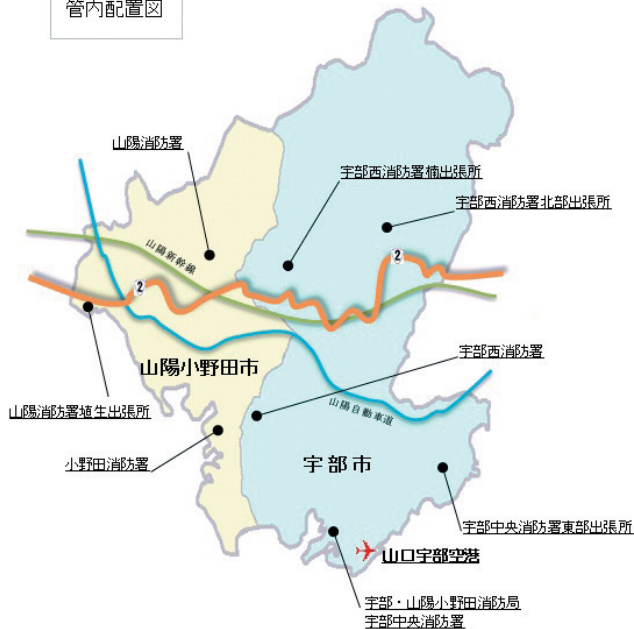 管内配置図
山陽消防署
宇部西消防署楠出張所
宇部西消防署北部出張所
山陽新幹線
2
2
山陽小野田市
宇部西消防署
山陽消防署埴生出張所
山陽自動車道
小野田消防署
宇部市
宇部中央消防署東部出張所
山口宇部空港
宇部・山陽小野田消防局
宇部中央消防署